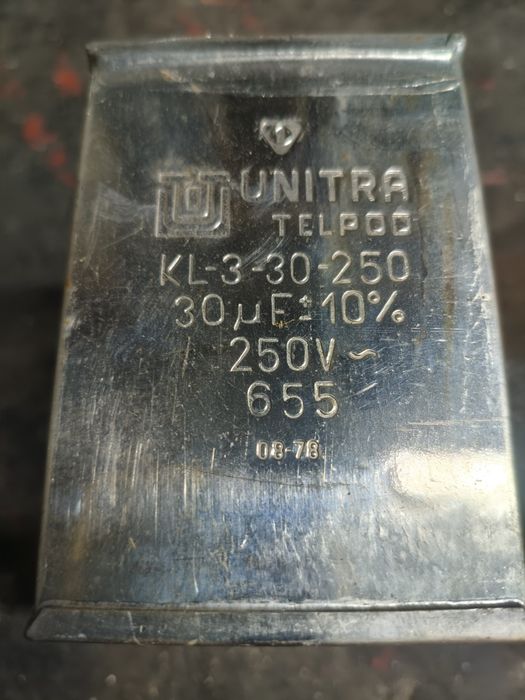 UNITRA
TELPOD
KL-3-30-250
30µF±10%
250V~
655
08-78